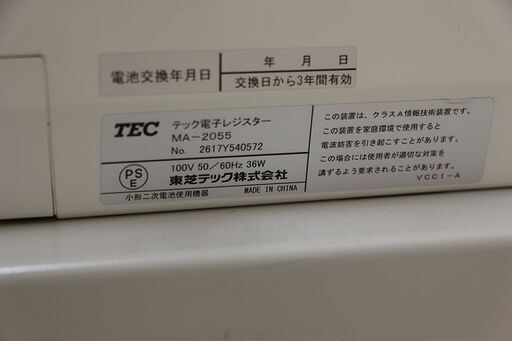 電池交換年月日
年 月 日
交換日から3年間有効
TEC テック電子レジスター
MA-2055
No. 2617Y540572
100V 50/60Hz 36W
PS
E
東芝テック株式会社
小形二次電池使用機器
MADE IN CHINA
この装置は、クラスA情報技術装置です。
この装置を家庭環境で使用すると
電波妨害を引き起こすことがあります。
この場合には使用者が適切な対策を
講ずるよう要求されることがあります。
VCCI-A